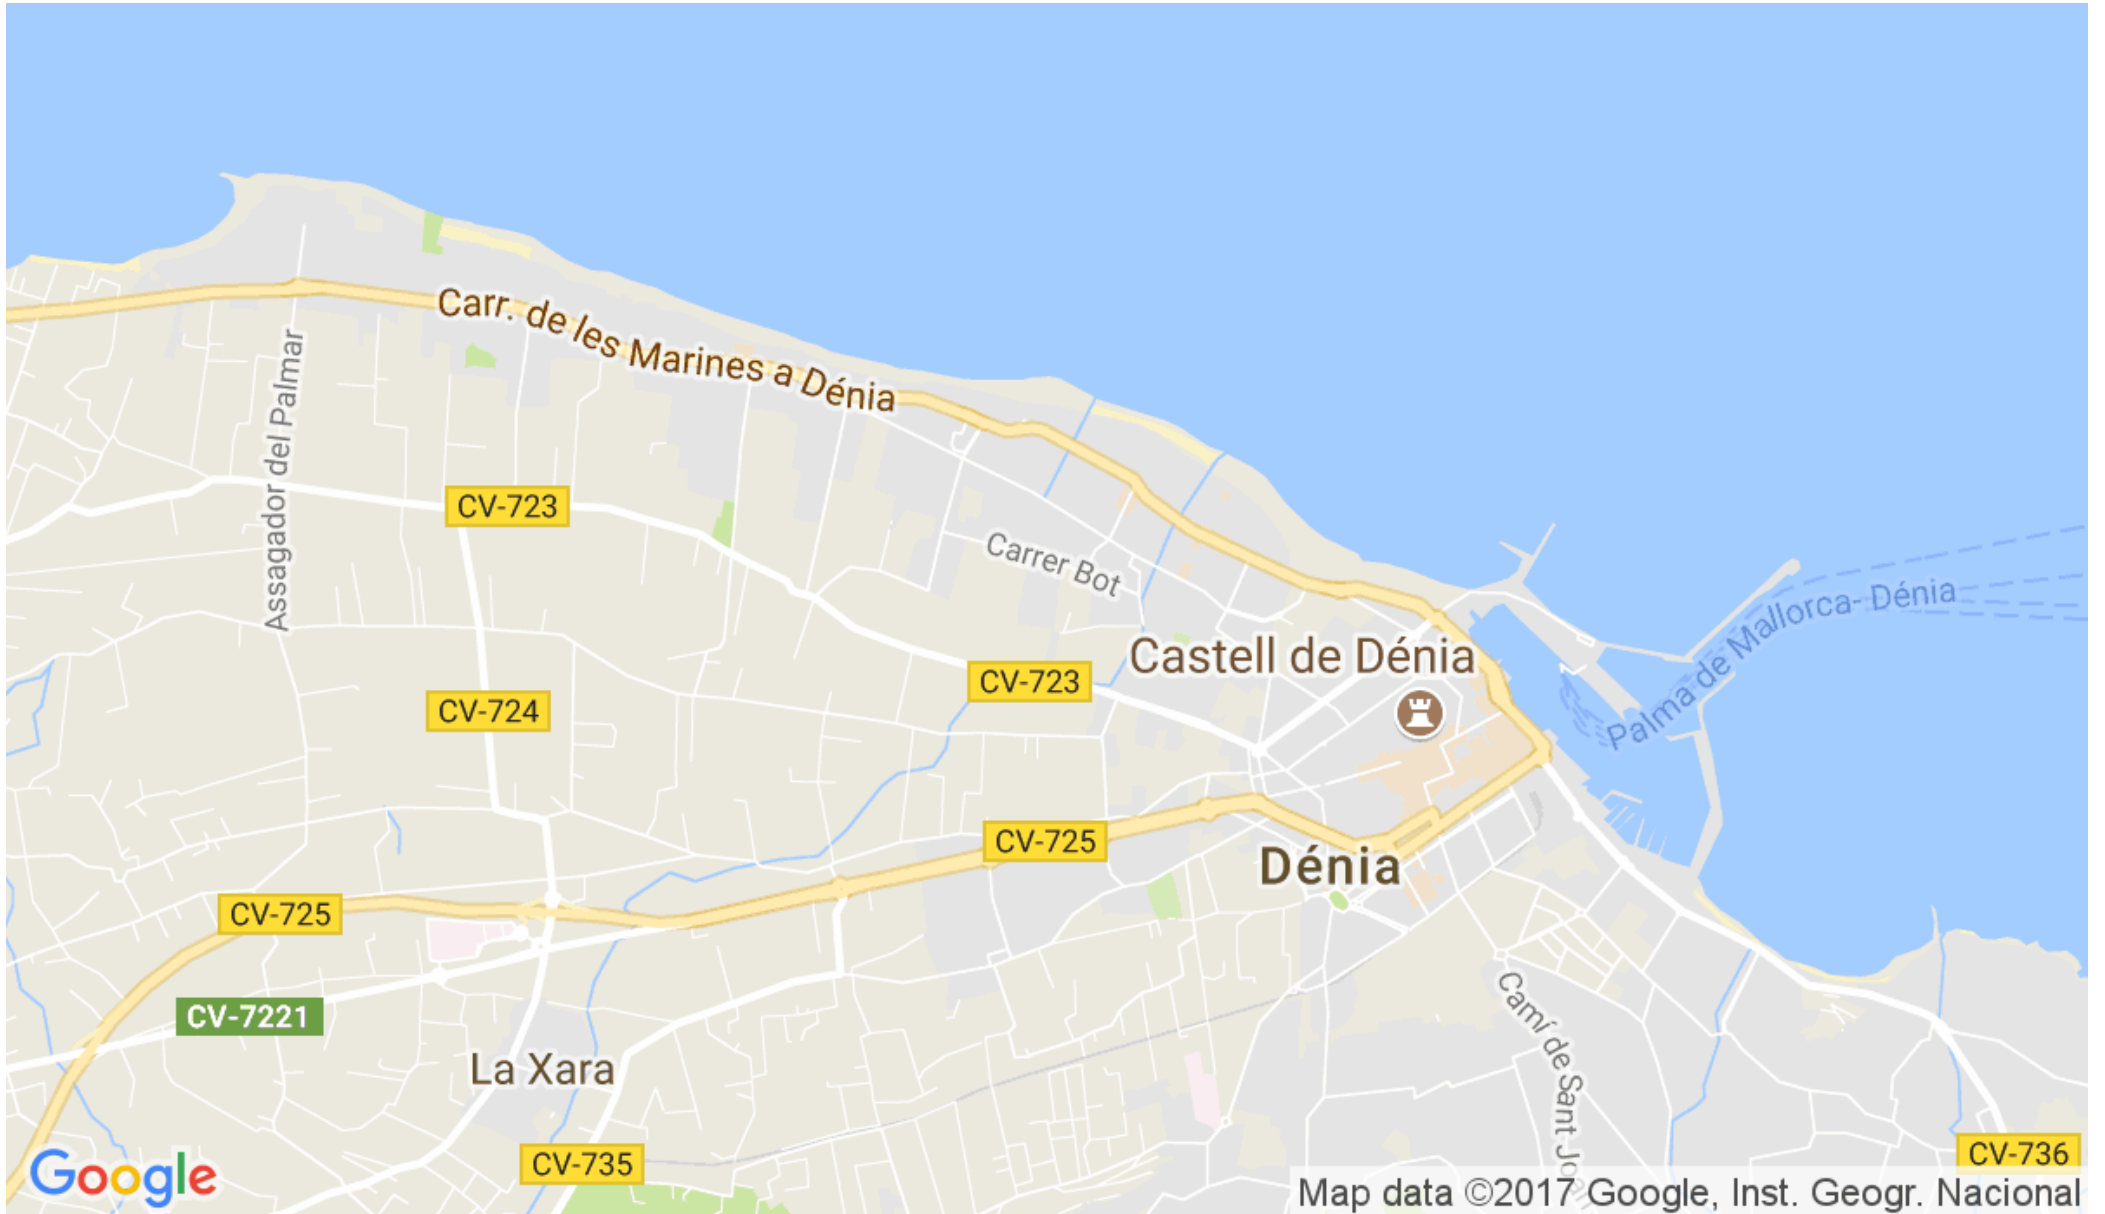 Carr. de les Marines a Dénia
Assagador del Palmar
CV-723
Carrer Bot
Palma de Mallorca- Dénia
Castell de Dénia
CV-723
CV-724
CV-725
Dénia
CV-725
CV-7221
Camí de Sant Joan
La Xara
CV-735
CV-736
Google
Map data ©2017 Google, Inst. Geogr. Nacional